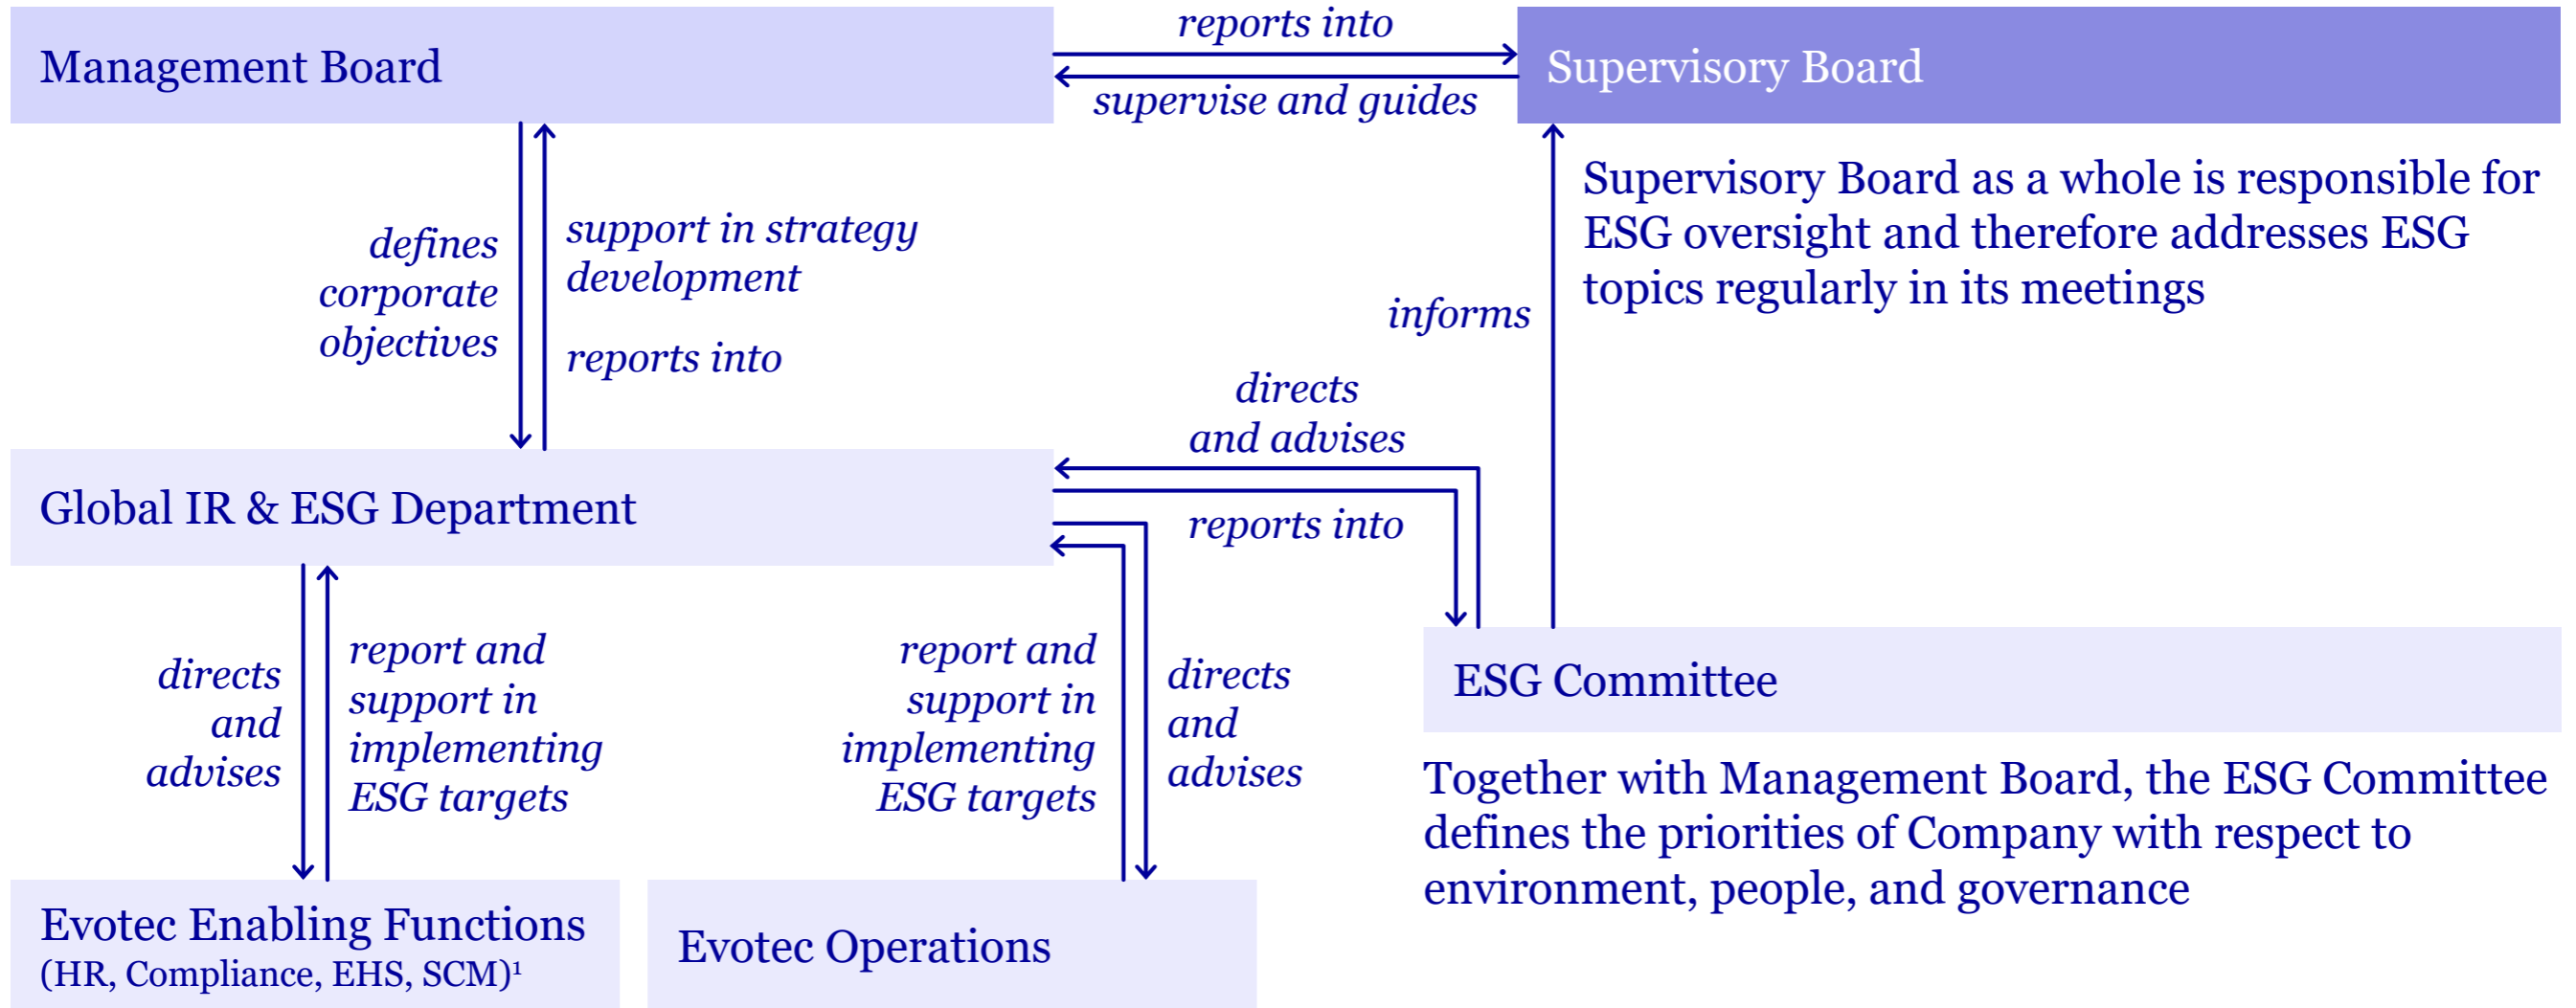 Management Board
reports into
supervise and guides
Supervisory Board
Supervisory Board as a whole is responsible for
ESG oversight and therefore addresses ESG
topics regularly in its meetings
defines
corporate
objectives
support in strategy
development
reports into
informs
directs
and advises
reports into
Global IR & ESG Department
directs
and
advises
report and
support in
implementing
ESG targets
report and
support in
implementing
ESG targets
directs
and
advises
ESG Committee
Together with Management Board, the ESG Committee
defines the priorities of Company with respect to
environment, people, and governance
Evotec Enabling Functions
(HR, Compliance, EHS, SCM)¹
Evotec Operations